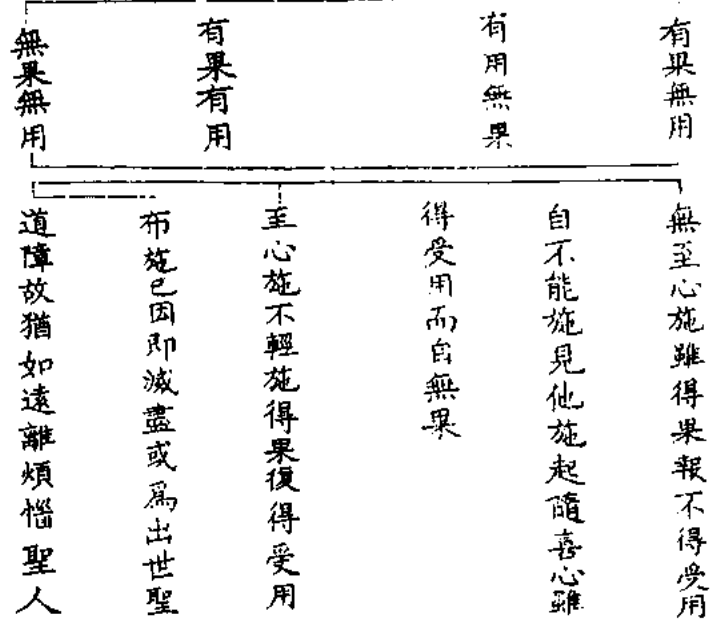 有果無用
有用無果
有果有用
無果無用
無至心施雖得果報不得受用
自不能施見他施起隨喜心雖
得受用而自無果
至心施不輕施得果復得受用
布施已因即滅盡或爲出世聖
道障故猶如遠離煩惱聖人